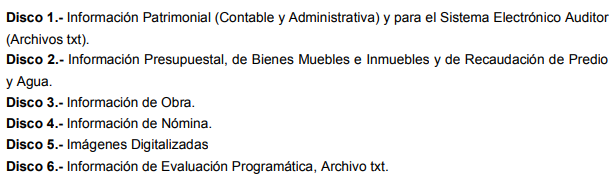 Disco 1.- Información Patrimonial (Contable y Administrativa) y para el Sistema Electrónico Auditor
(Archivos txt).
Disco 2.- Información Presupuestal, de Bienes Muebles e Inmuebles y de Recaudación de Predio
y Agua.
Disco 3.- Información de Obra.
Disco 4.- Información de Nómina.
Disco 5.- Imágenes Digitalizadas
Disco 6.- Información de Evaluación Programática, Archivo txt.